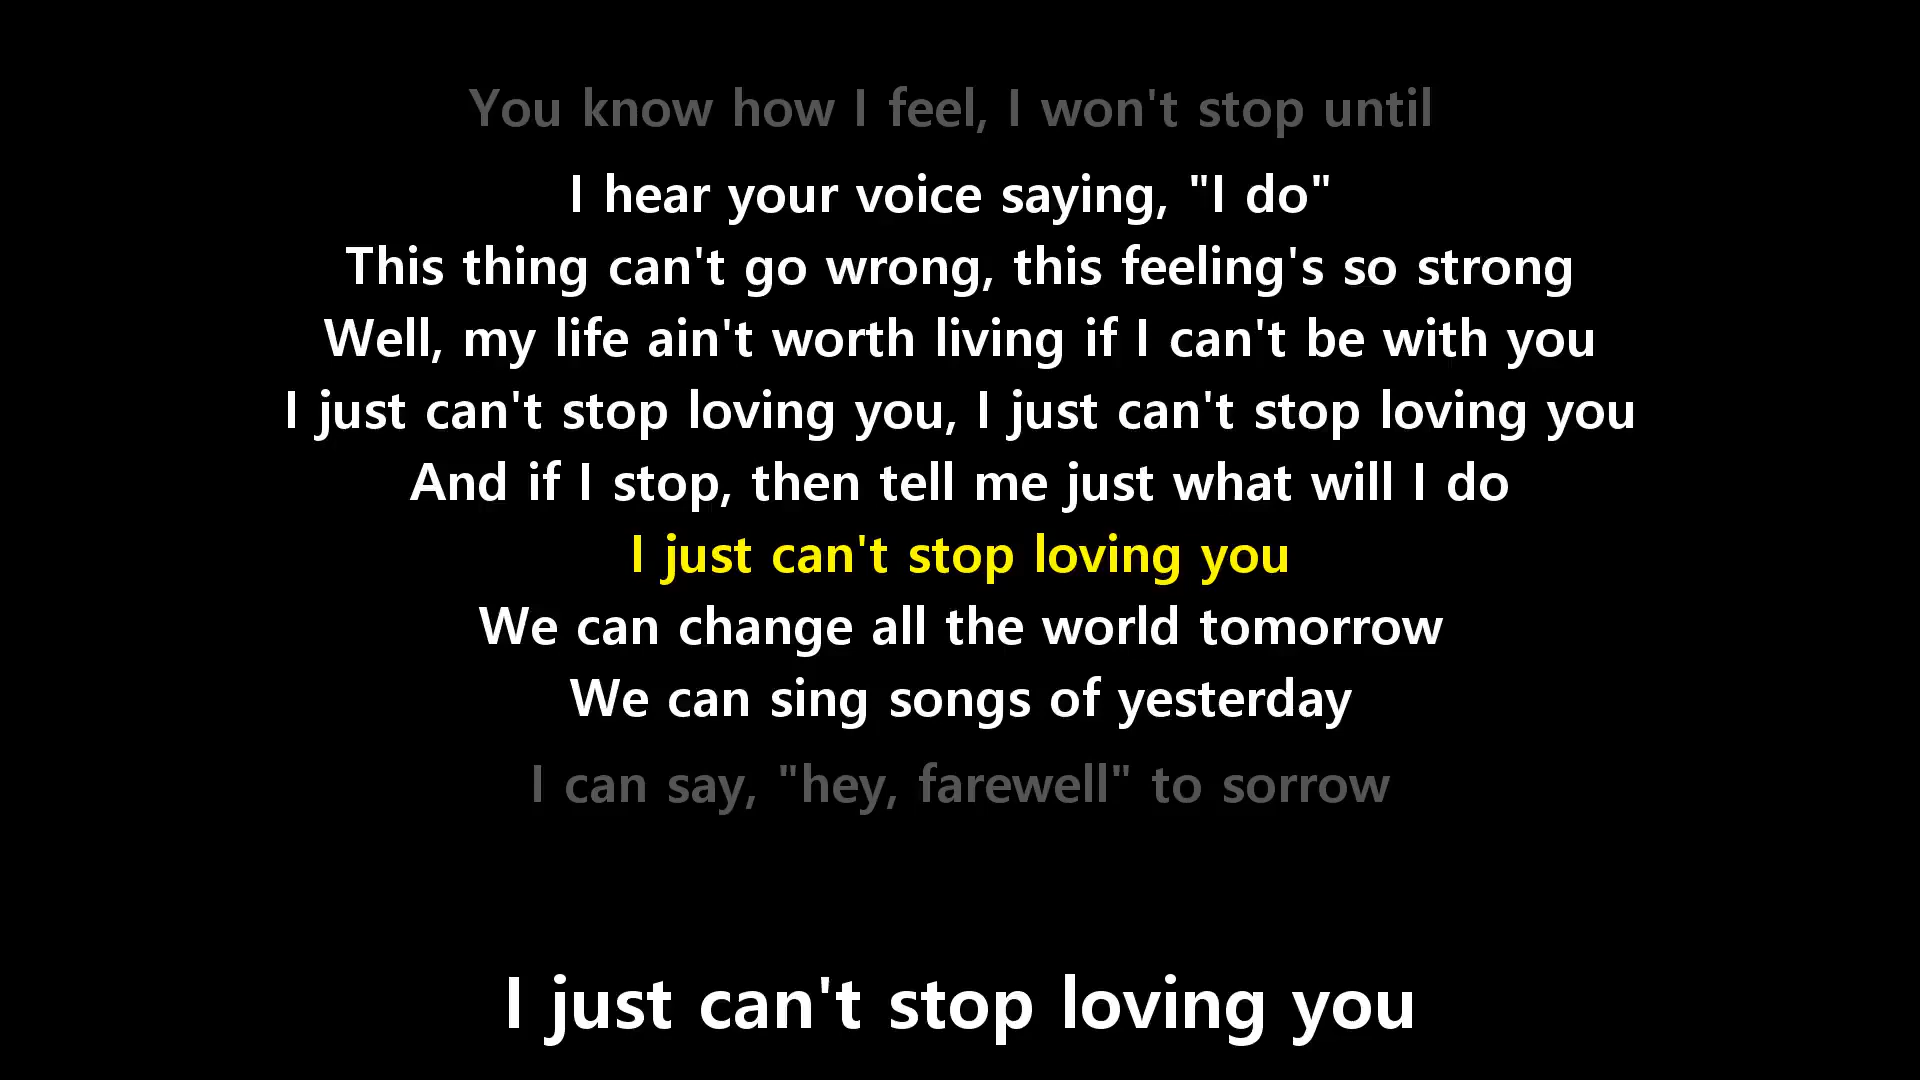 You know how I feel, I won't stop until
I hear your voice saying, "I do"
This thing can't go wrong, this feeling's so strong
Well, my life ain't worth living if I can't be with you
I just can't stop loving you, I just can't stop loving you
And if I stop, then tell me just what will I do
I just can't stop loving you
We can change all the world tomorrow
We can sing songs of yesterday
I can say, "hey, farewell" to sorrow
I just can't stop loving you